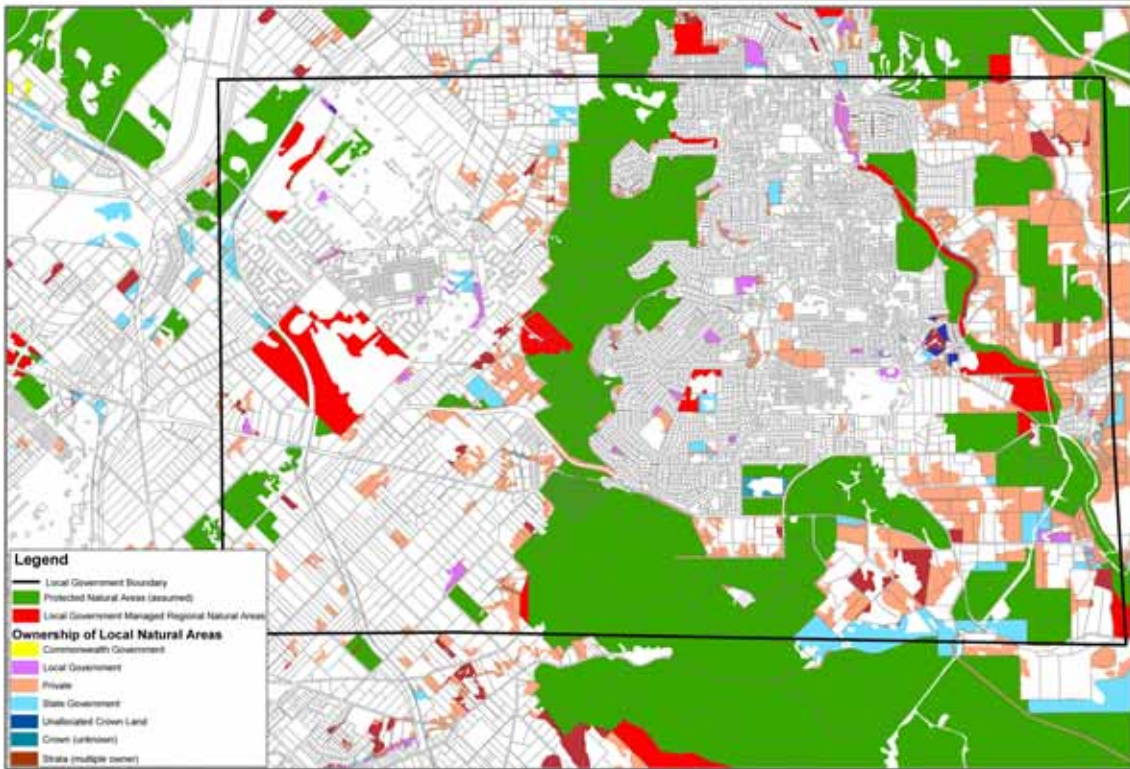 Legend
Local Government Boundary
Protected Natural Areas (assumed)
Local Government Managed Regional Natural Areas
Ownership of Local Natural Areas
Commonwealth Government
Local Government
Private
State Government
Unallocated Crown Land
Crown (unknown)
Strata (multiple owner)